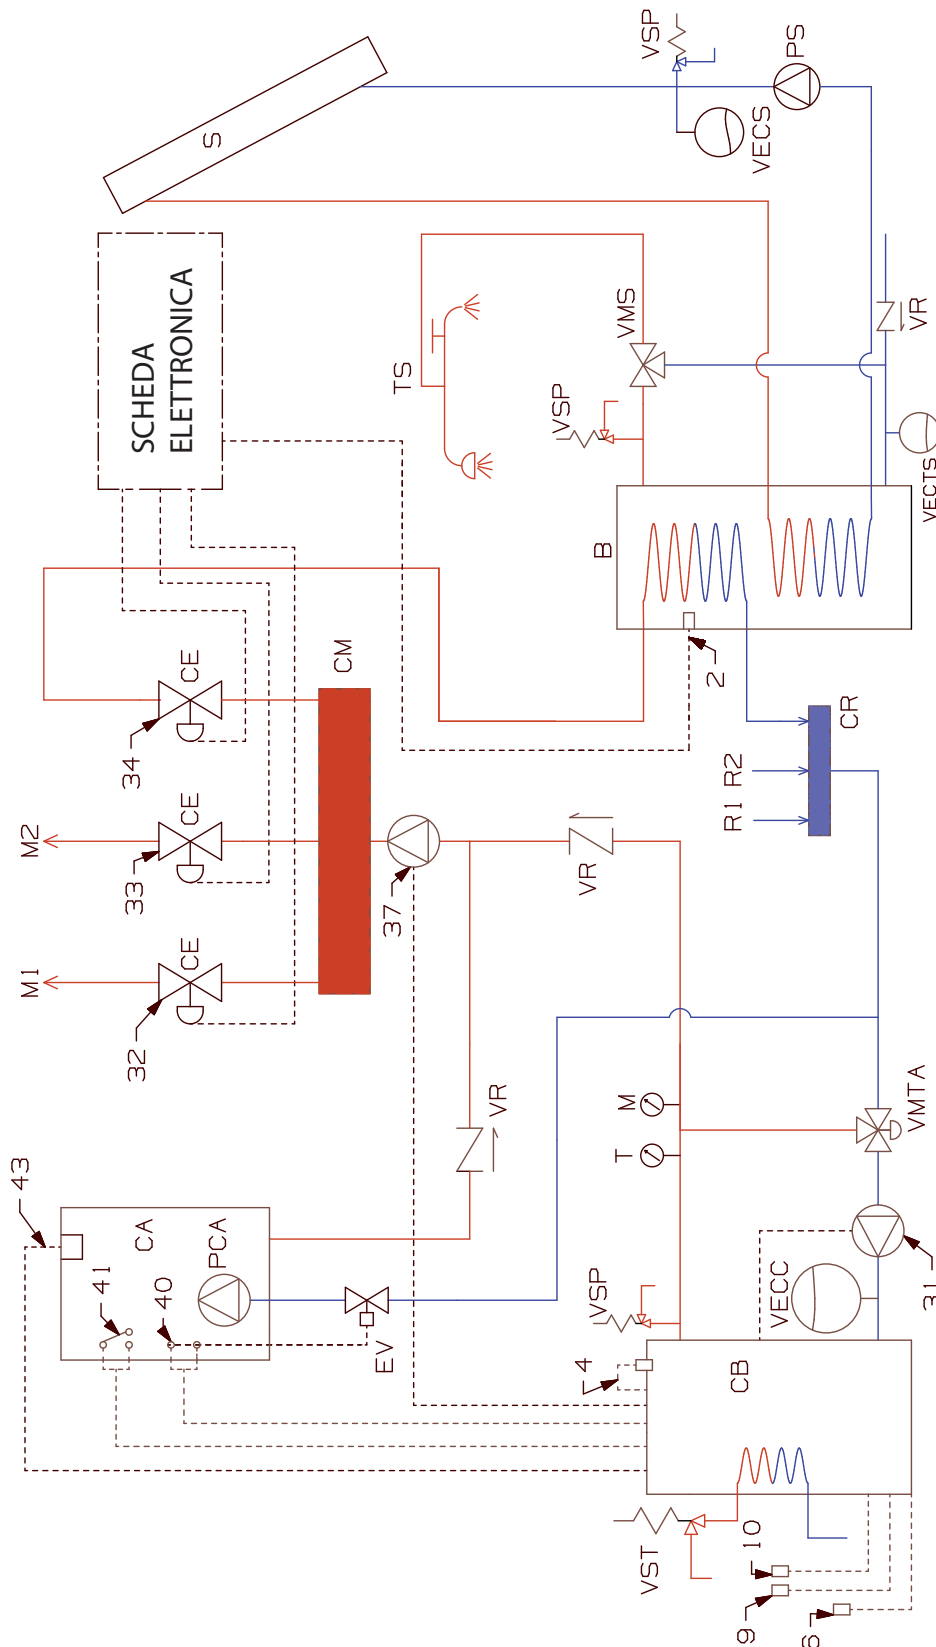 43
M1
M2
41
32
33
34
SCHEDA
CA
40
ELETTRONICA
CE
CE
CE
PCA
S
CM
EV
37
TS
VR
4
VSP
VR
VSP
B
T
M
VMS
VST
VSP
2
9
10
CB
R1
R2
VECS
VECC
PS
6
CR
VMTA
VR
31
VECTS